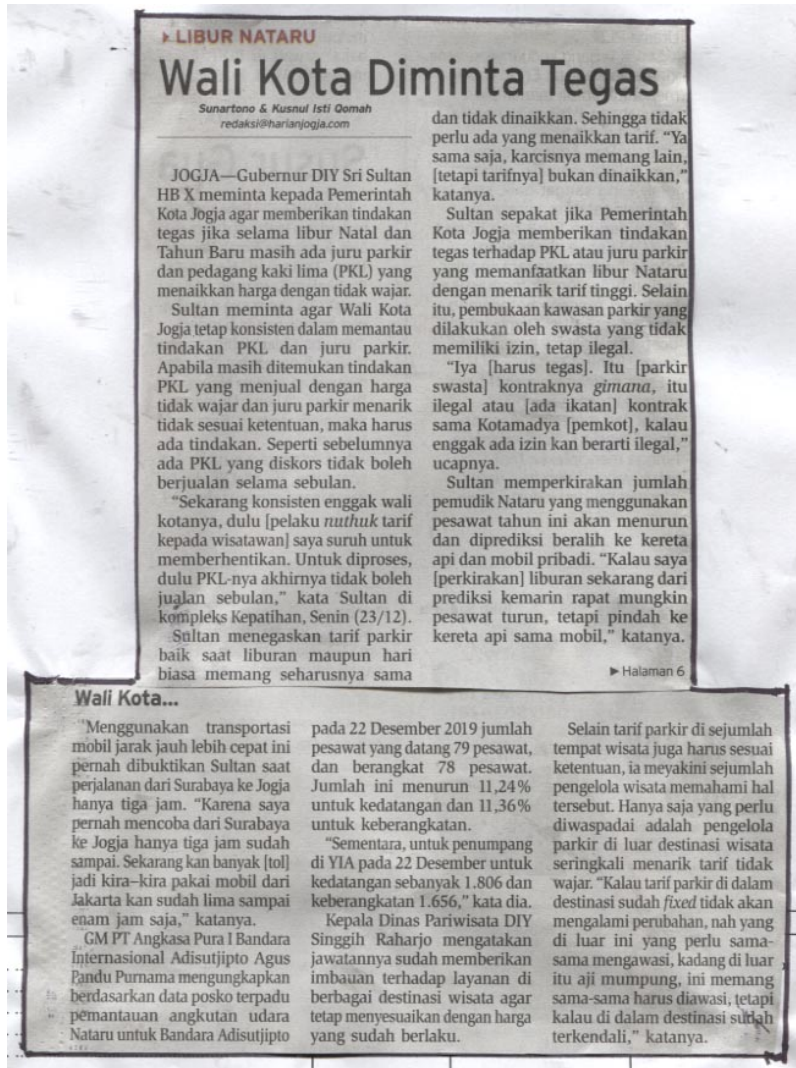 LIBUR NATARU
Wali Kota Diminta Tegas
Sunartono & Kusnul Isti Qomah
redaksi@harianjogja.com
JOGJA—Gubernur DIY Sri Sultan
HB X meminta kepada Pemerintah
Kota Jogja agar memberikan tindakan
tegas jika selama libur Natal dan
Tahun Baru masih ada juru parkir
dan pedagang kaki lima (PKL) yang
menaikkan harga dengan tidak wajar.
Sultan meminta agar Wali Kota
Jogja tetap konsisten dalam memantau
tindakan PKL dan juru parkir.
Apabila masih ditemukan tindakan
PKL yang menjual dengan harga
tidak wajar dan juru parkir menarik
tidak sesuai ketentuan, maka harus
ada tindakan. Seperti sebelumnya
ada PKL yang diskors tidak boleh
berjualan selama sebulan.
"Sekarang konsisten enggak wali
kotanya, dulu [pelaku nuthuk tarif
kepada wisatawan] saya suruh untuk
memberhentikan. Untuk diproses,
dulu PKL-nya akhirnya tidak boleh
jualan sebulan," kata Sultan di
kompleks Kepatihan, Senin (23/12).
Sultan menegaskan tarif parkir
baik saat liburan maupun hari
biasa memang seharusnya sama
dan tidak dinaikkan. Sehingga tidak
perlu ada yang menaikkan tarif. "Ya
sama saja, karcisnya memang lain,
[tetapi tarifnya] bukan dinaikkan,"
katanya.
Sultan sepakat jika Pemerintah
Kota Jogja memberikan tindakan
tegas terhadap PKL atau juru parkir
yang memanfaatkan libur Nataru
dengan menarik tarif tinggi. Selain
itu, pembukaan kawasan parkir yang
dilakukan oleh swasta yang tidak
memiliki izin, tetap ilegal.
"Iya [harus tegas]. Itu [parkir
swasta] kontraknya gimana, itu
ilegal atau [ada ikatan] kontrak
sama Kotamadya [pemkot], kalau
enggak ada izin kan berarti ilegal,"
ucapnya.
Sultan memperkirakan jumlah
pemudik Nataru yang menggunakan
pesawat tahun ini akan menurun
dan diprediksi beralih ke kereta
api dan mobil pribadi. "Kalau saya
[perkirakan] liburan sekarang dari
prediksi kemarin rapat mungkin
pesawat turun, tetapi pindah ke
kereta api sama mobil," katanya.
Halaman 6
Wali Kota...
"Menggunakan transportasi
mobil jarak jauh lebih cepat ini
pernah dibuktikan Sultan saat
perjalanan dari Surabaya ke Jogja
hanya tiga jam. "Karena saya
pernah mencoba dari Surabaya
ke Jogja hanya tiga jam sudah
sampai. Sekarang kan banyak [tol]
jadi kira–kira pakai mobil dari
Jakarta kan sudah lima sampai
enam jam saja," katanya.
GM PT Angkasa Pura I Bandara
Internasional Adisutjipto Agus
Pandu Purnama mengungkapkan
berdasarkan data posko terpadu
pemantauan angkutan udara
Nataru untuk Bandara Adisutjipto
pada 22 Desember 2019 jumlah
pesawat yang datang 79 pesawat,
dan berangkat 78 pesawat.
Jumlah ini menurun 11,24%
untuk kedatangan dan 11,36%
untuk keberangkatan.
"Sementara, untuk penumpang
di YIA pada 22 Desember untuk
kedatangan sebanyak 1.806 dan
keberangkatan 1.656," kata dia.
Kepala Dinas Pariwisata DIY
Singgih Raharjo mengatakan
jawatannya sudah memberikan
imbauan terhadap layanan di
berbagai destinasi wisata agar
tetap menyesuaikan dengan harga
yang sudah berlaku.
Selain tarif parkir di sejumlah
tempat wisata juga harus sesuai
ketentuan, ia meyakini sejumlah
pengelola wisata memahami hal
tersebut. Hanya saja yang perlu
diwaspadai adalah pengelola
parkir di luar destinasi wisata
seringkali menarik tarif tidak
wajar. "Kalau tarif parkir di dalam
destinasi sudah fixed tidak akan
mengalami perubahan, nah yang
di luar ini yang perlu sama-
sama mengawasi, kadang di luar
itu aji mumpung, ini memang
sama-sama harus diawasi, tetapi
kalau di dalam destinasi sudah
terkendali," katanya.